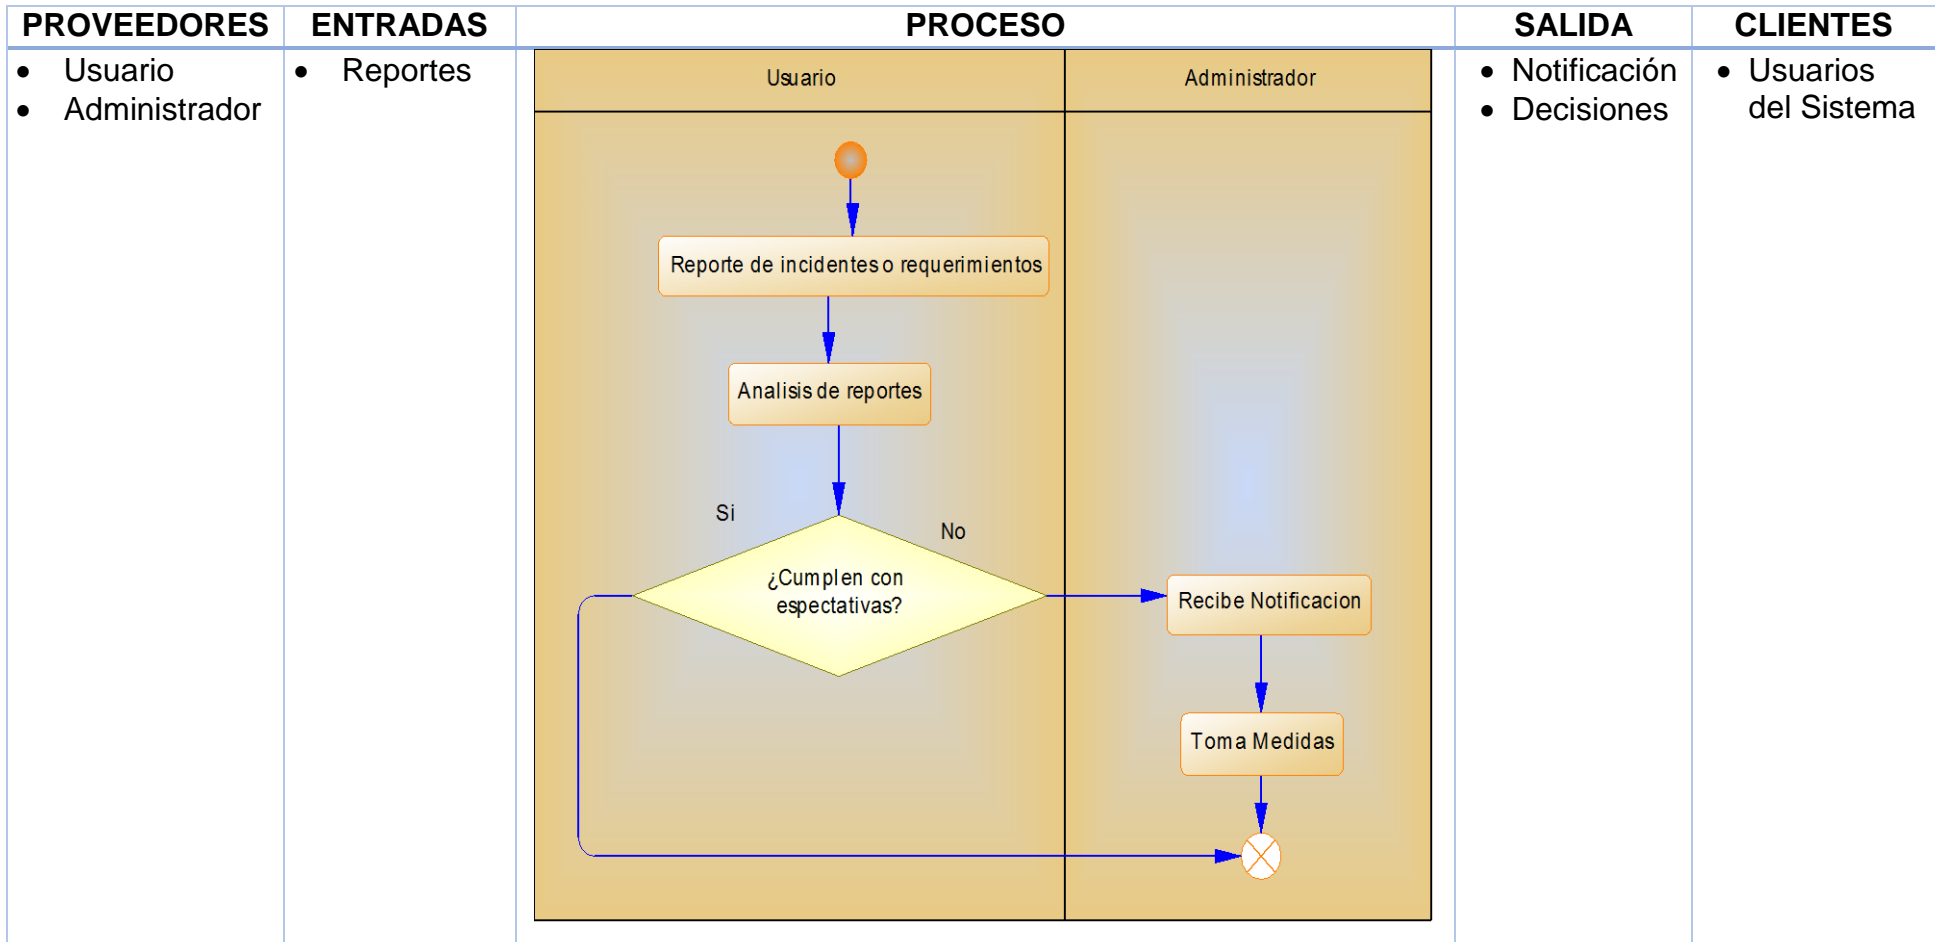 PROVEEDORES ENTRADAS PROCESO SALIDA CLIENTES
• Usuario
• Administrador
• Reportes
Usuario Administrador
Reporte de incidentes o requerimientos
Analisis de reportes
Si
No
¿Cumplen con
espectativas?
Recibe Notificacion
Toma Medidas
• Notificación
• Decisiones
• Usuarios
del Sistema